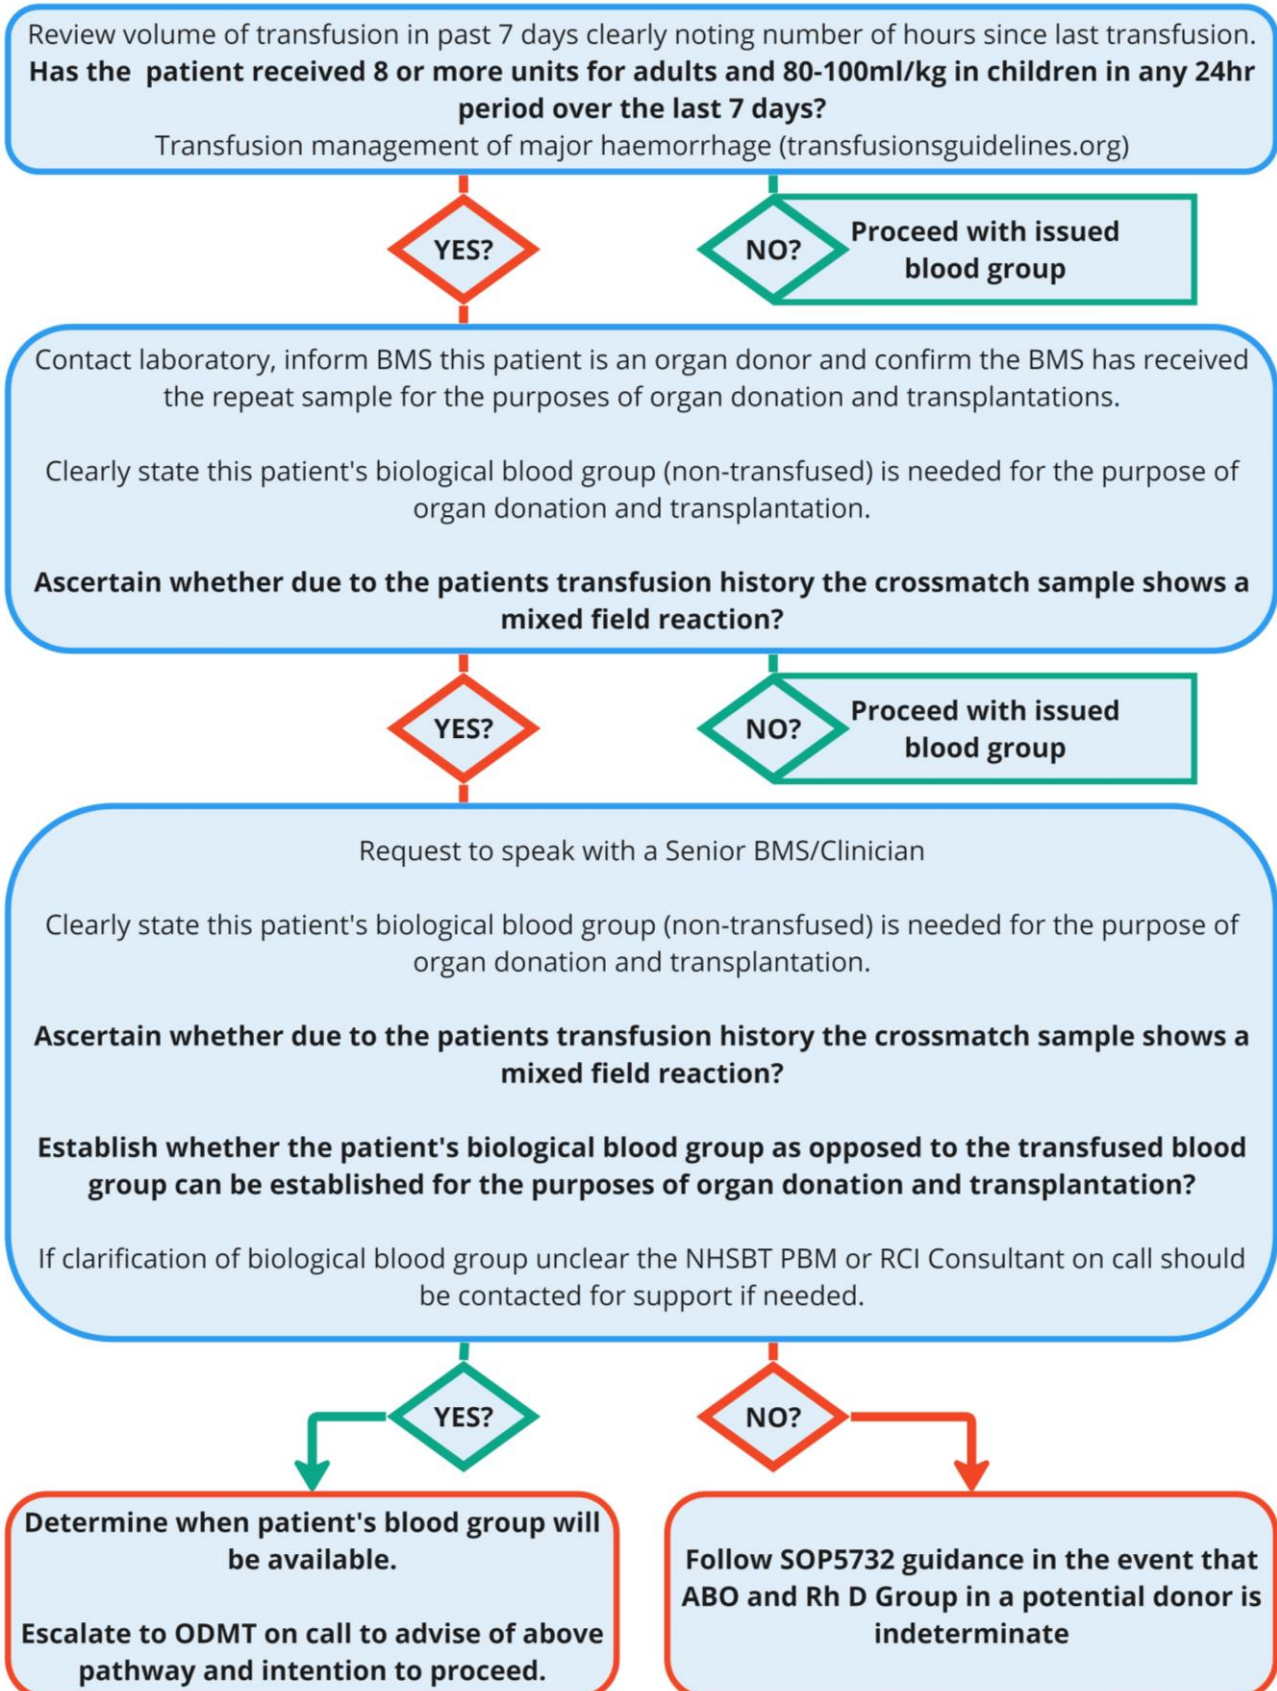 Review volume of transfusion in past 7 days clearly noting number of hours since last transfusion.
Has the patient received 8 or more units for adults and 80-100ml/kg in children in any 24hr
period over the last 7 days?
Transfusion management of major haemorrhage (transfusionsguidelines.org)
YES?
NO?
Proceed with issued
blood group
Contact laboratory, inform BMS this patient is an organ donor and confirm the BMS has received
the repeat sample for the purposes of organ donation and transplantations.
Clearly state this patient's biological blood group (non-transfused) is needed for the purpose of
organ donation and transplantation.
Ascertain whether due to the patients transfusion history the crossmatch sample shows a
mixed field reaction?
YES?
NO?
Proceed with issued
blood group
Request to speak with a Senior BMS/Clinician
Clearly state this patient's biological blood group (non-transfused) is needed for the purpose of
organ donation and transplantation.
Ascertain whether due to the patients transfusion history the crossmatch sample shows a
mixed field reaction?
Establish whether the patient's biological blood group as opposed to the transfused blood
group can be established for the purposes of organ donation and transplantation?
If clarification of biological blood group unclear the NHSBT PBM or RCI Consultant on call should
be contacted for support if needed.
YES?
NO?
Determine when patient's blood group will
be available.
Escalate to ODMT on call to advise of above
pathway and intention to proceed.
Follow SOP5732 guidance in the event that
ABO and Rh D Group in a potential donor is
indeterminate